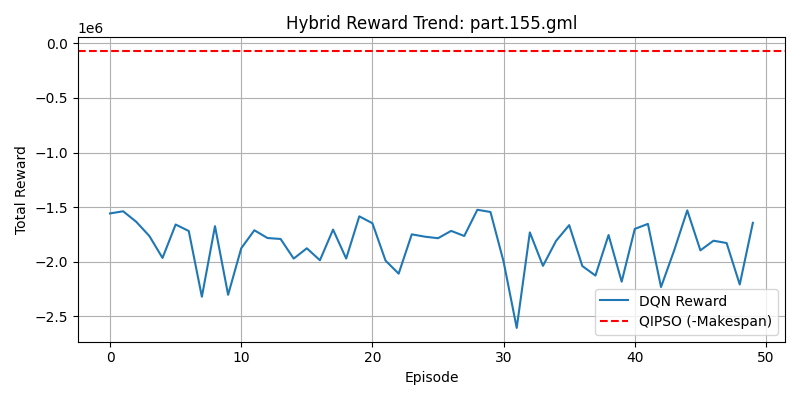 Hybrid Reward Trend: part.155.gml
1e6
0.0
−0.5
−1.0
−1.5
−2.0
−2.5
Total Reward
0 10 20 30 40 50
Episode
DQN Reward
QIPSO (-Makespan)